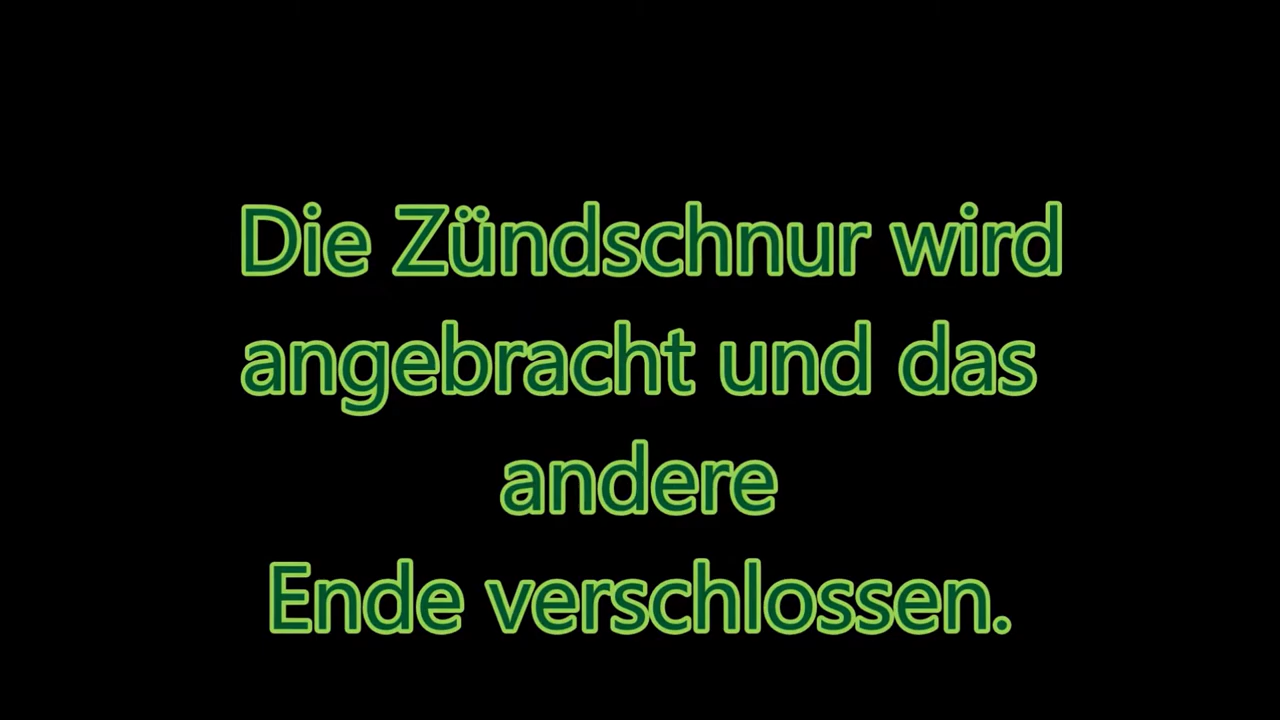 Die Zündschnur wird
angebracht und das
andere
Ende verschlossen.